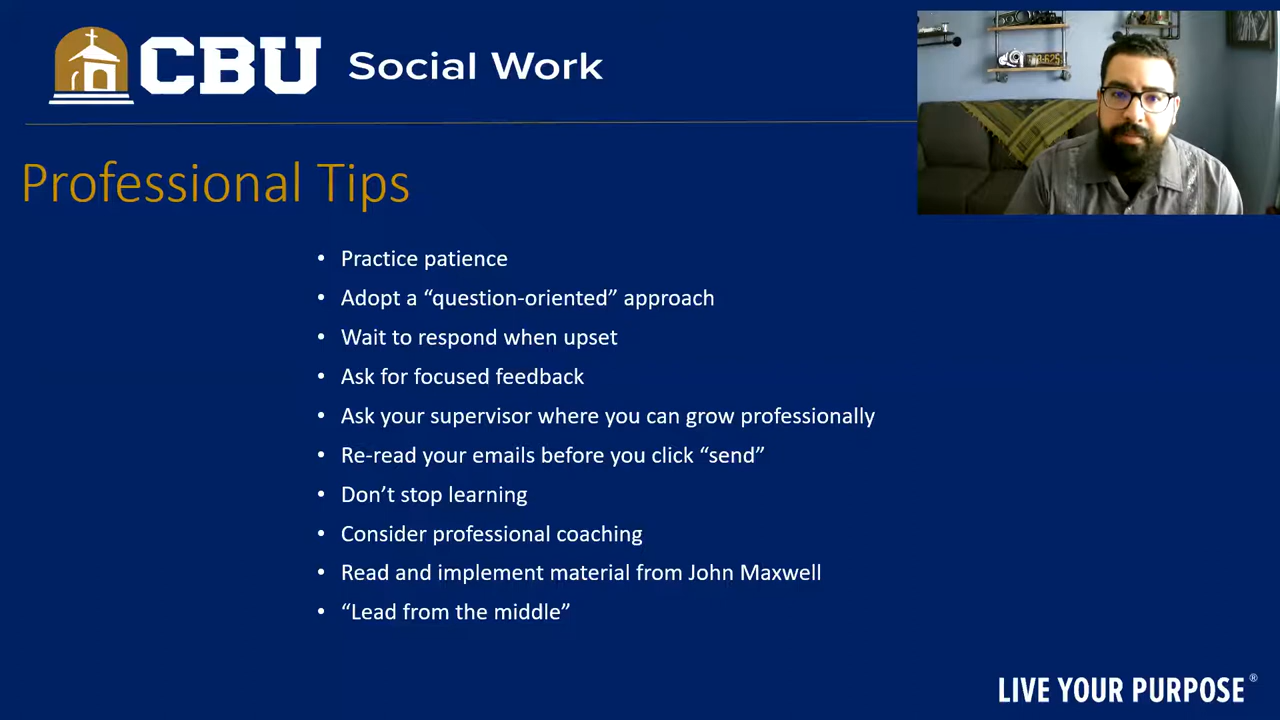 CBU Social Work
Professional Tips
• Practice patience
• Adopt a “question-oriented” approach
• Wait to respond when upset
• Ask for focused feedback
• Ask your supervisor where you can grow professionally
• Re-read your emails before you click “send”
• Don’t stop learning
• Consider professional coaching
• Read and implement material from John Maxwell
• “Lead from the middle”
LIVE YOUR PURPOSE®